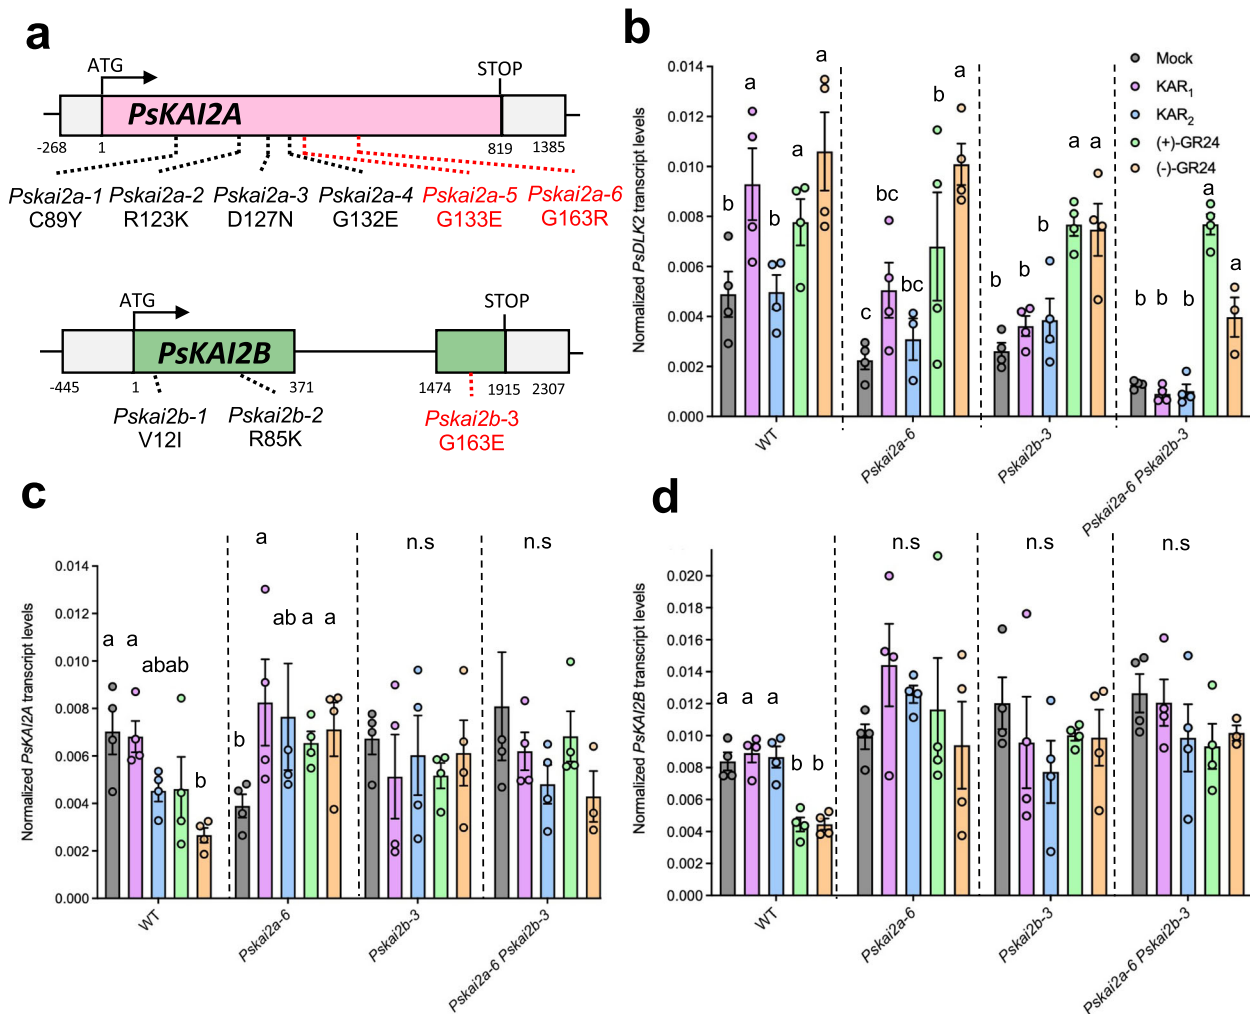 a
ATG
STOP
PsKAI2A
-268
1
819
1385
Pskai2a-1
Pskai2a-2
Pskai2a-3
Pskai2a-4
Pskai2a-5
Pskai2a-6
C89Y
R123K
D127N
G132E
G133E
G163R
ATG
STOP
PsKAI2B
-445
1
371
1474
1915
2307
Pskai2b-1
Pskai2b-2
Pskai2b-3
V12I
R85K
G163E
b
Mock
KAR1
KAR2
(+)-GR24
(-)-GR24
Normalized PsDLK2 transcript levels
0.014
0.012
0.010
0.008
0.006
0.004
0.002
0.000
b
a
b
a
a
c
bc
bc
b
a
b
b
b
a
a
b
b
b
a
a
WT
Pskai2a-6
Pskai2b-3
Pskai2a-6 Pskai2b-3
c
Normalized PsKAI2A transcript levels
0.014
0.012
0.010
0.008
0.006
0.004
0.002
0.000
a
a
abab
b
b
a
ab
a
a
n.s
n.s
WT
Pskai2a-6
Pskai2b-3
Pskai2a-6 Pskai2b-3
d
Normalized PsKAI2B transcript levels
0.020
0.018
0.016
0.014
0.012
0.010
0.008
0.006
0.004
0.002
0.000
a
a
a
b
b
n.s
n.s
n.s
WT
Pskai2a-6
Pskai2b-3
Pskai2a-6 Pskai2b-3